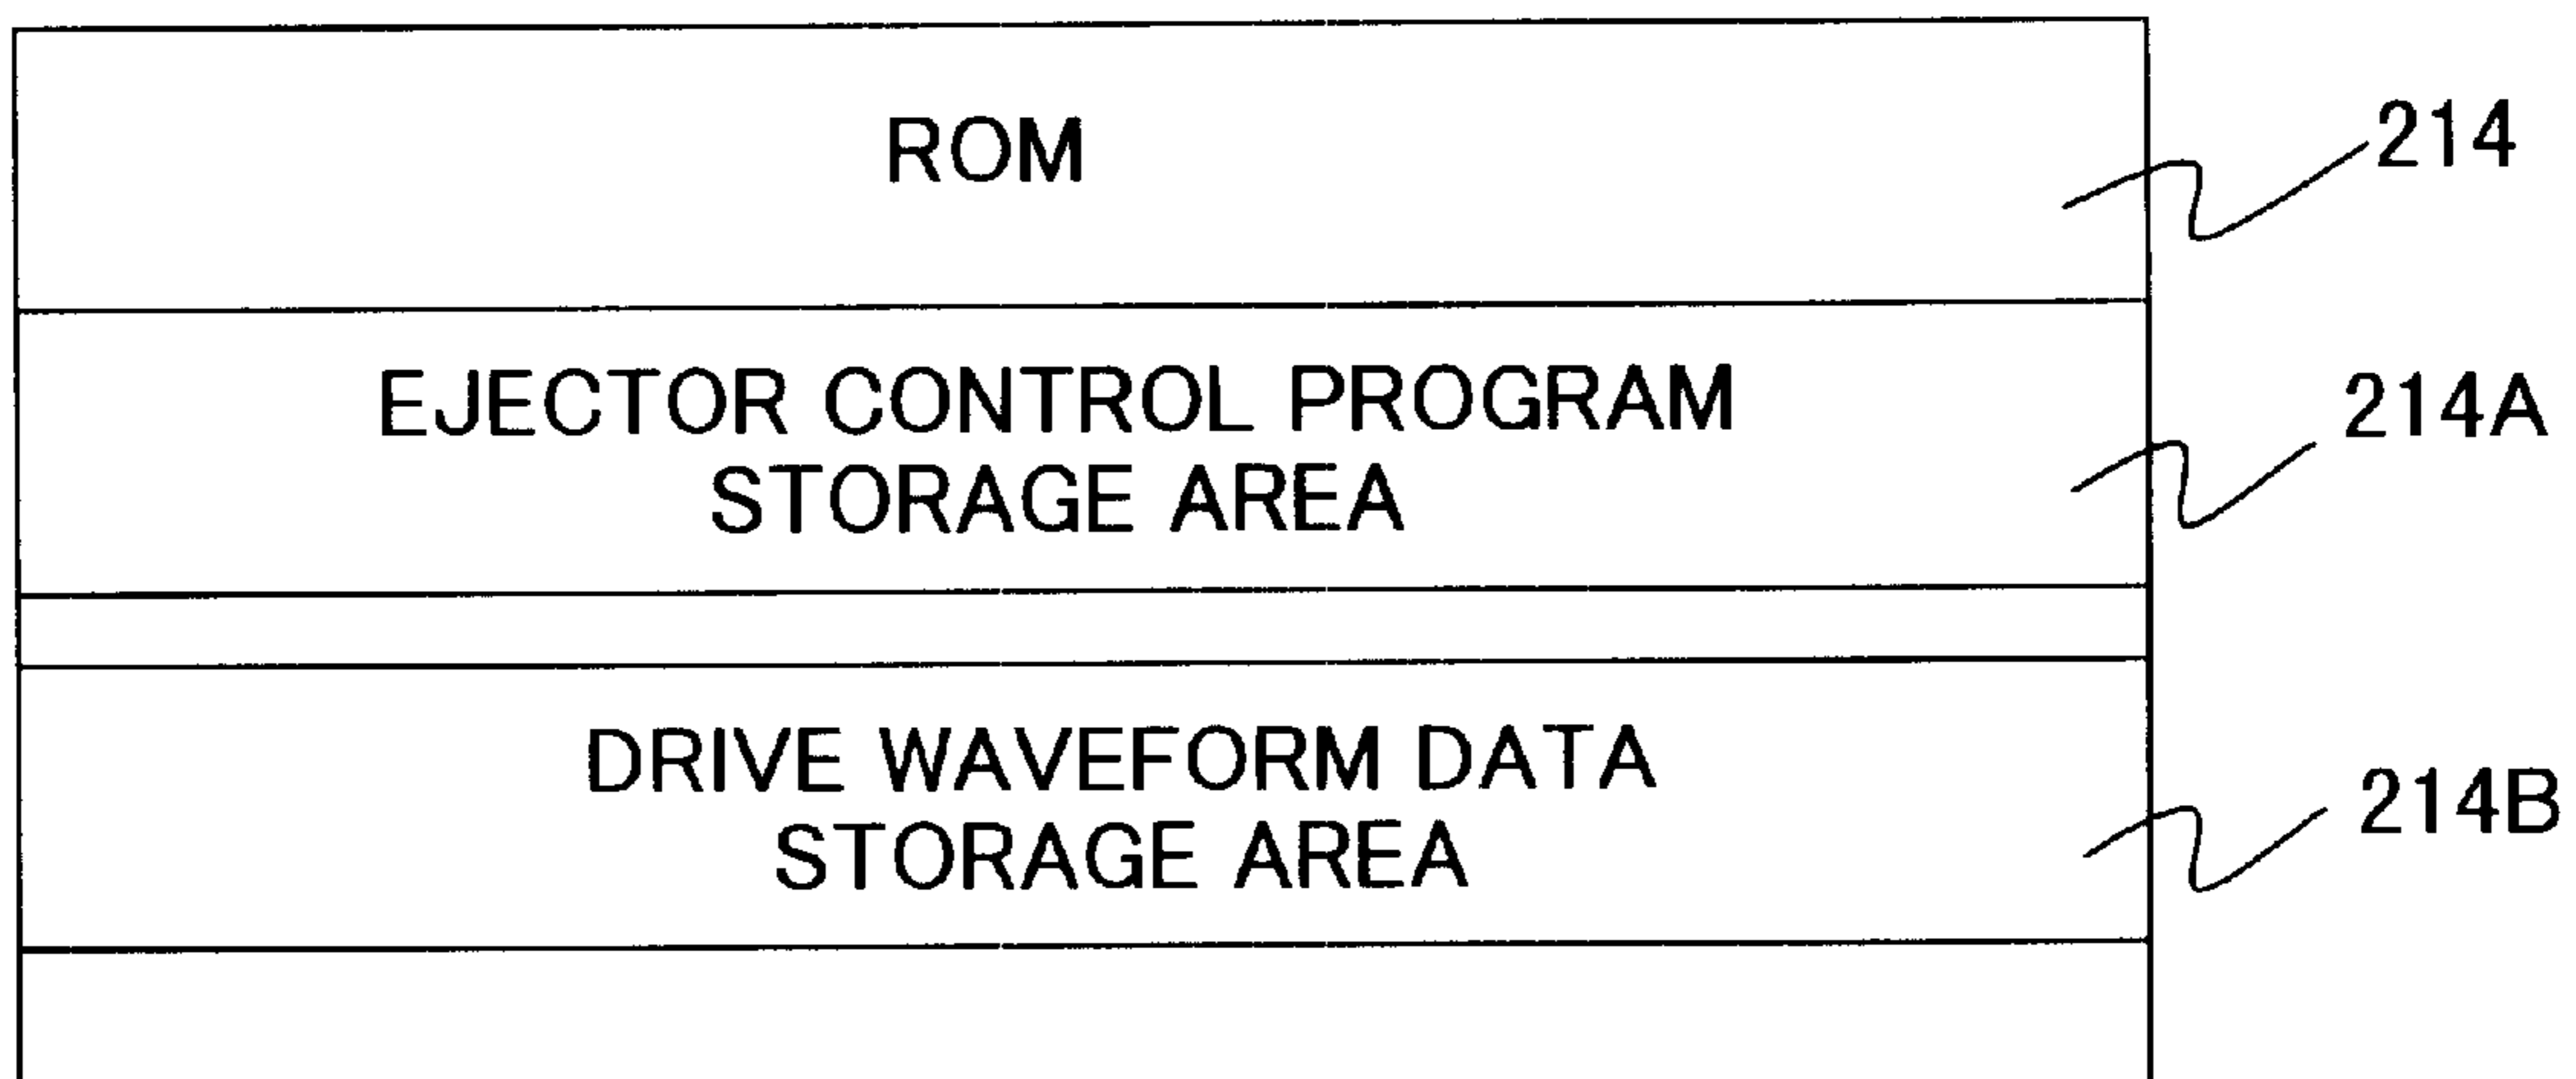 ROM
214
EJECTOR CONTROL PROGRAM
STORAGE AREA
214A
DRIVE WAVEFORM DATA
STORAGE AREA
214B